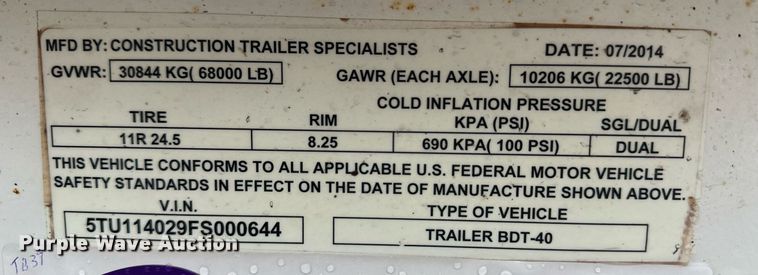 MFD BY: CONSTRUCTION TRAILER SPECIALISTS DATE: 07/2014
GVWR: 30844 KG( 68000 LB) GAWR (EACH AXLE): 10206 KG( 22500 LB)
COLD INFLATION PRESSURE
TIRE RIM KPA (PSI) SGL/DUAL
11R 24.5 8.25 690 KPA( 100 PSI) DUAL
THIS VEHICLE CONFORMS TO ALL APPLICABLE U.S. FEDERAL MOTOR VEHICLE
SAFETY STANDARDS IN EFFECT ON THE DATE OF MANUFACTURE SHOWN ABOVE.
V.I.N. TYPE OF VEHICLE
5TU114029FS000644 TRAILER BDT-40
Purple Wave Auction